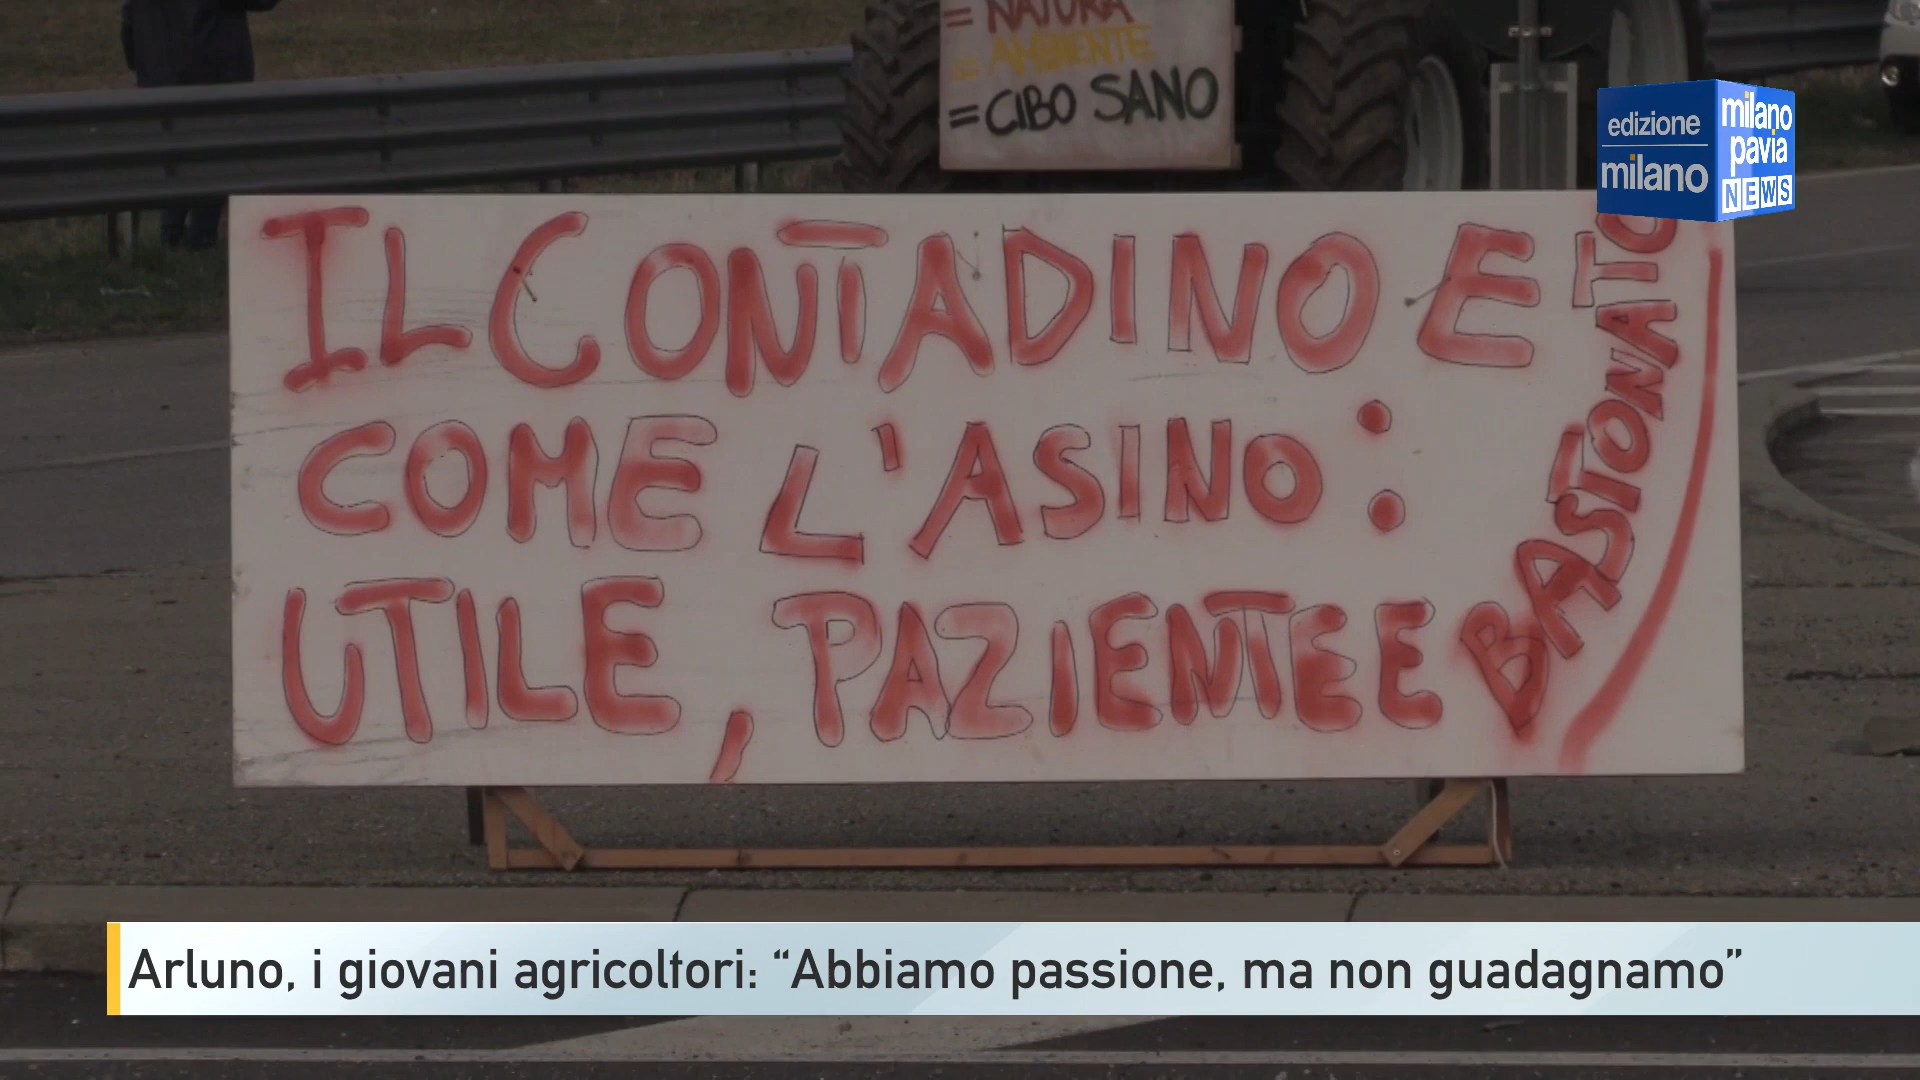 = NATURA
= AMBIENTE
= CIBO SANO
edizione
milano
milano
pavia
NEWS
IL CONTADINO E
COME L'ASINO:
UTILE, PAZIENTE E BASTONATO
Arluno, i giovani agricoltori: “Abbiamo passione, ma non guadagnamo”